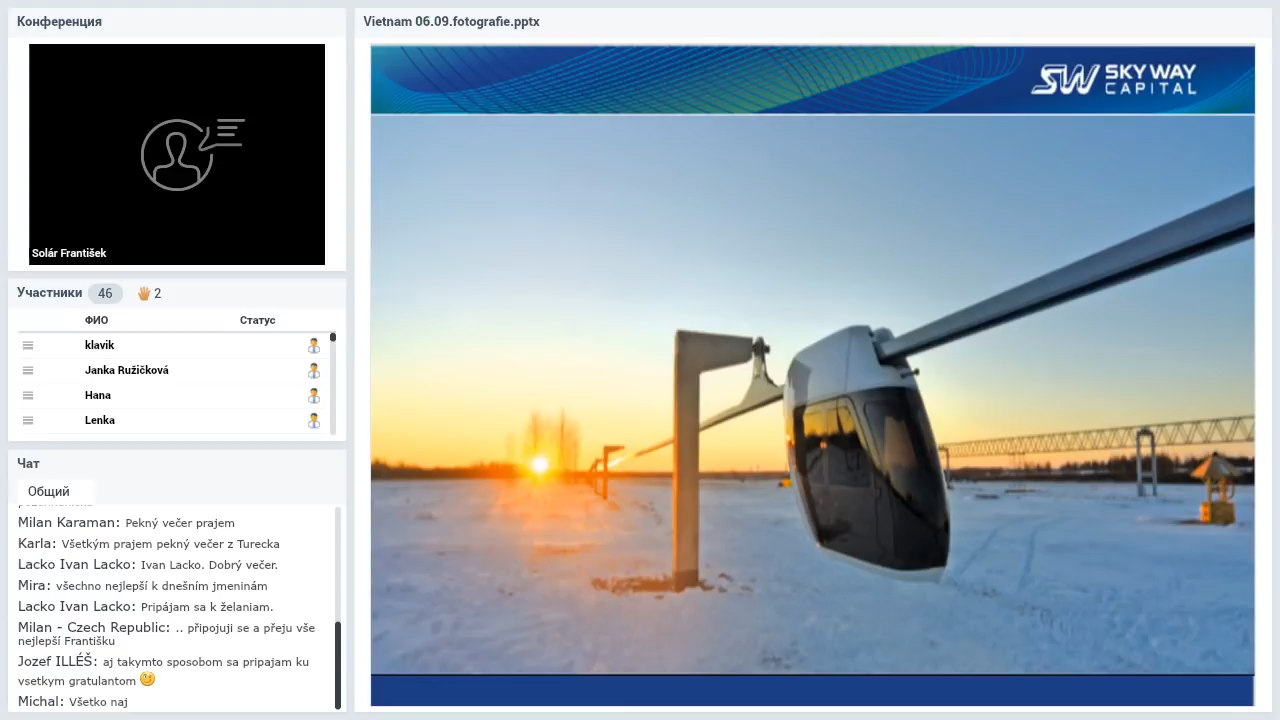 Конференция
Solár František
Участники 46 2
ФИО Статус
klavik
Janka Ružičková
Hana
Lenka
Чат
Общий
Milan Karaman: Pekný večer prajem
Karla: Všetkým prajem pekný večer z Turecka
Lacko Ivan Lacko: Ivan Lacko. Dobrý večer.
Mira: všechno nejlepší k dnešním jmeninám
Lacko Ivan Lacko: Pripájam sa k želaniam.
Milan - Czech Republic: .. připojuji se a přeju vše
nejlepší Františku
Jozef ILLÉŠ: aj takymto sposobom sa pripajam ku
vsetkym gratulantom
Michal: Všetko naj
Vietnam 06.09.fotografie.pptx
SW SKY WAY
CAPITAL